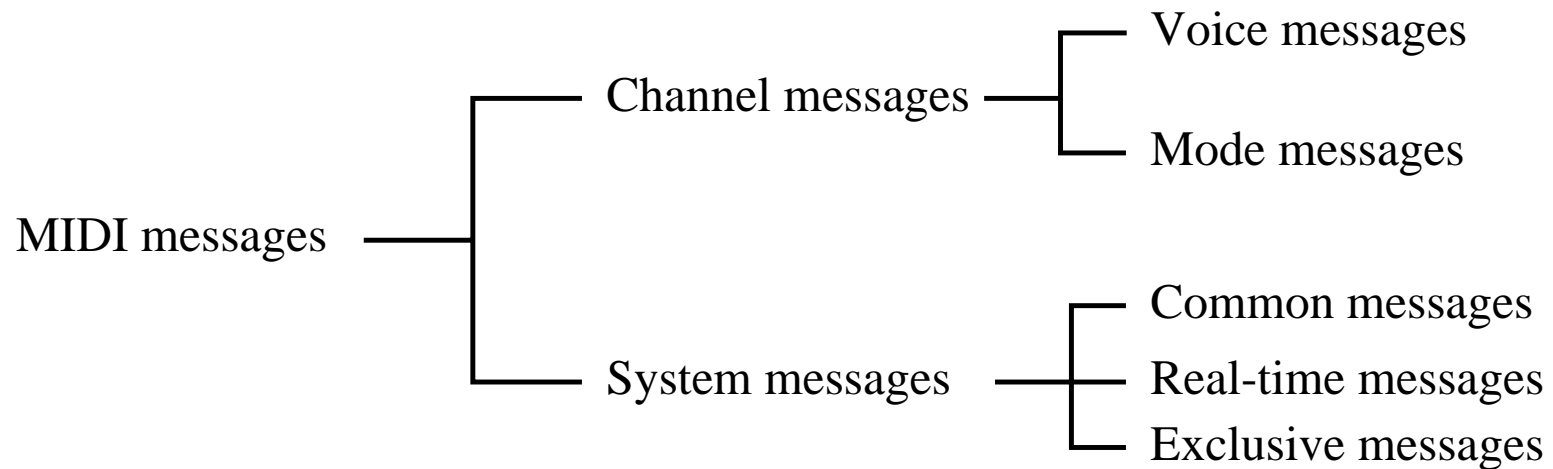 Voice messages
Channel messages
Mode messages
MIDI messages
Common messages
System messages
Real-time messages
Exclusive messages